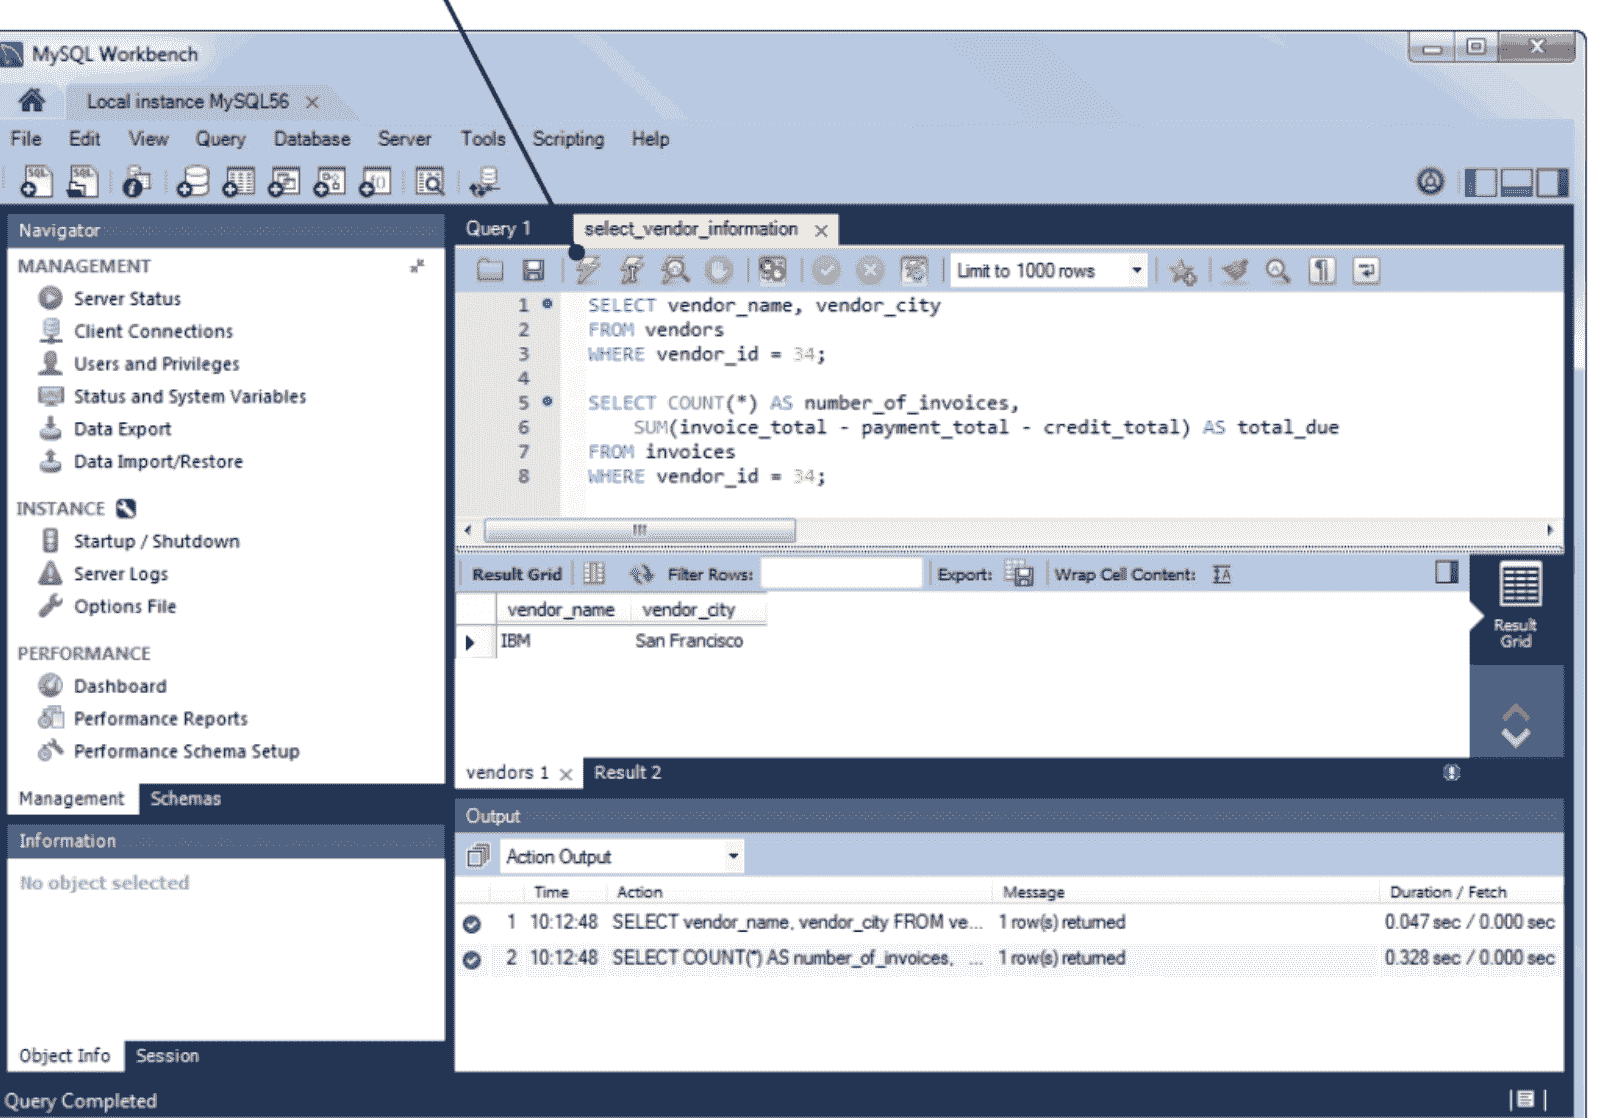 MySQL Workbench
Local instance MySQL56
File Edit View Query Database Server Tools Scripting Help
Navigator
MANAGEMENT
Server Status
Client Connections
Users and Privileges
Status and System Variables
Data Export
Data Import/Restore
INSTANCE
Startup / Shutdown
Server Logs
Options File
PERFORMANCE
Dashboard
Performance Reports
Performance Schema Setup
Management Schemas
Information
No object selected
Object Info Session
Query 1 select_vendor_information
Limit to 1000 rows
1 SELECT vendor_name, vendor_city
2 FROM vendors
3 WHERE vendor_id = 34;
4
5 SELECT COUNT(*) AS number_of_invoices,
6 SUM(invoice_total - payment_total - credit_total) AS total_due
7 FROM invoices
8 WHERE vendor_id = 34;
Result Grid Filter Rows: Export: Wrap Cell Content:
vendor_name vendor_city
IBM San Francisco
Result
Grid
vendors 1 Result 2
Output
Action Output
Time Action Message Duration / Fetch
1 10:12:48 SELECT vendor_name, vendor_city FROM ve... 1 row(s) returned 0.047 sec / 0.000 sec
2 10:12:48 SELECT COUNT(*) AS number_of_invoices, ... 1 row(s) returned 0.328 sec / 0.000 sec
Query Completed